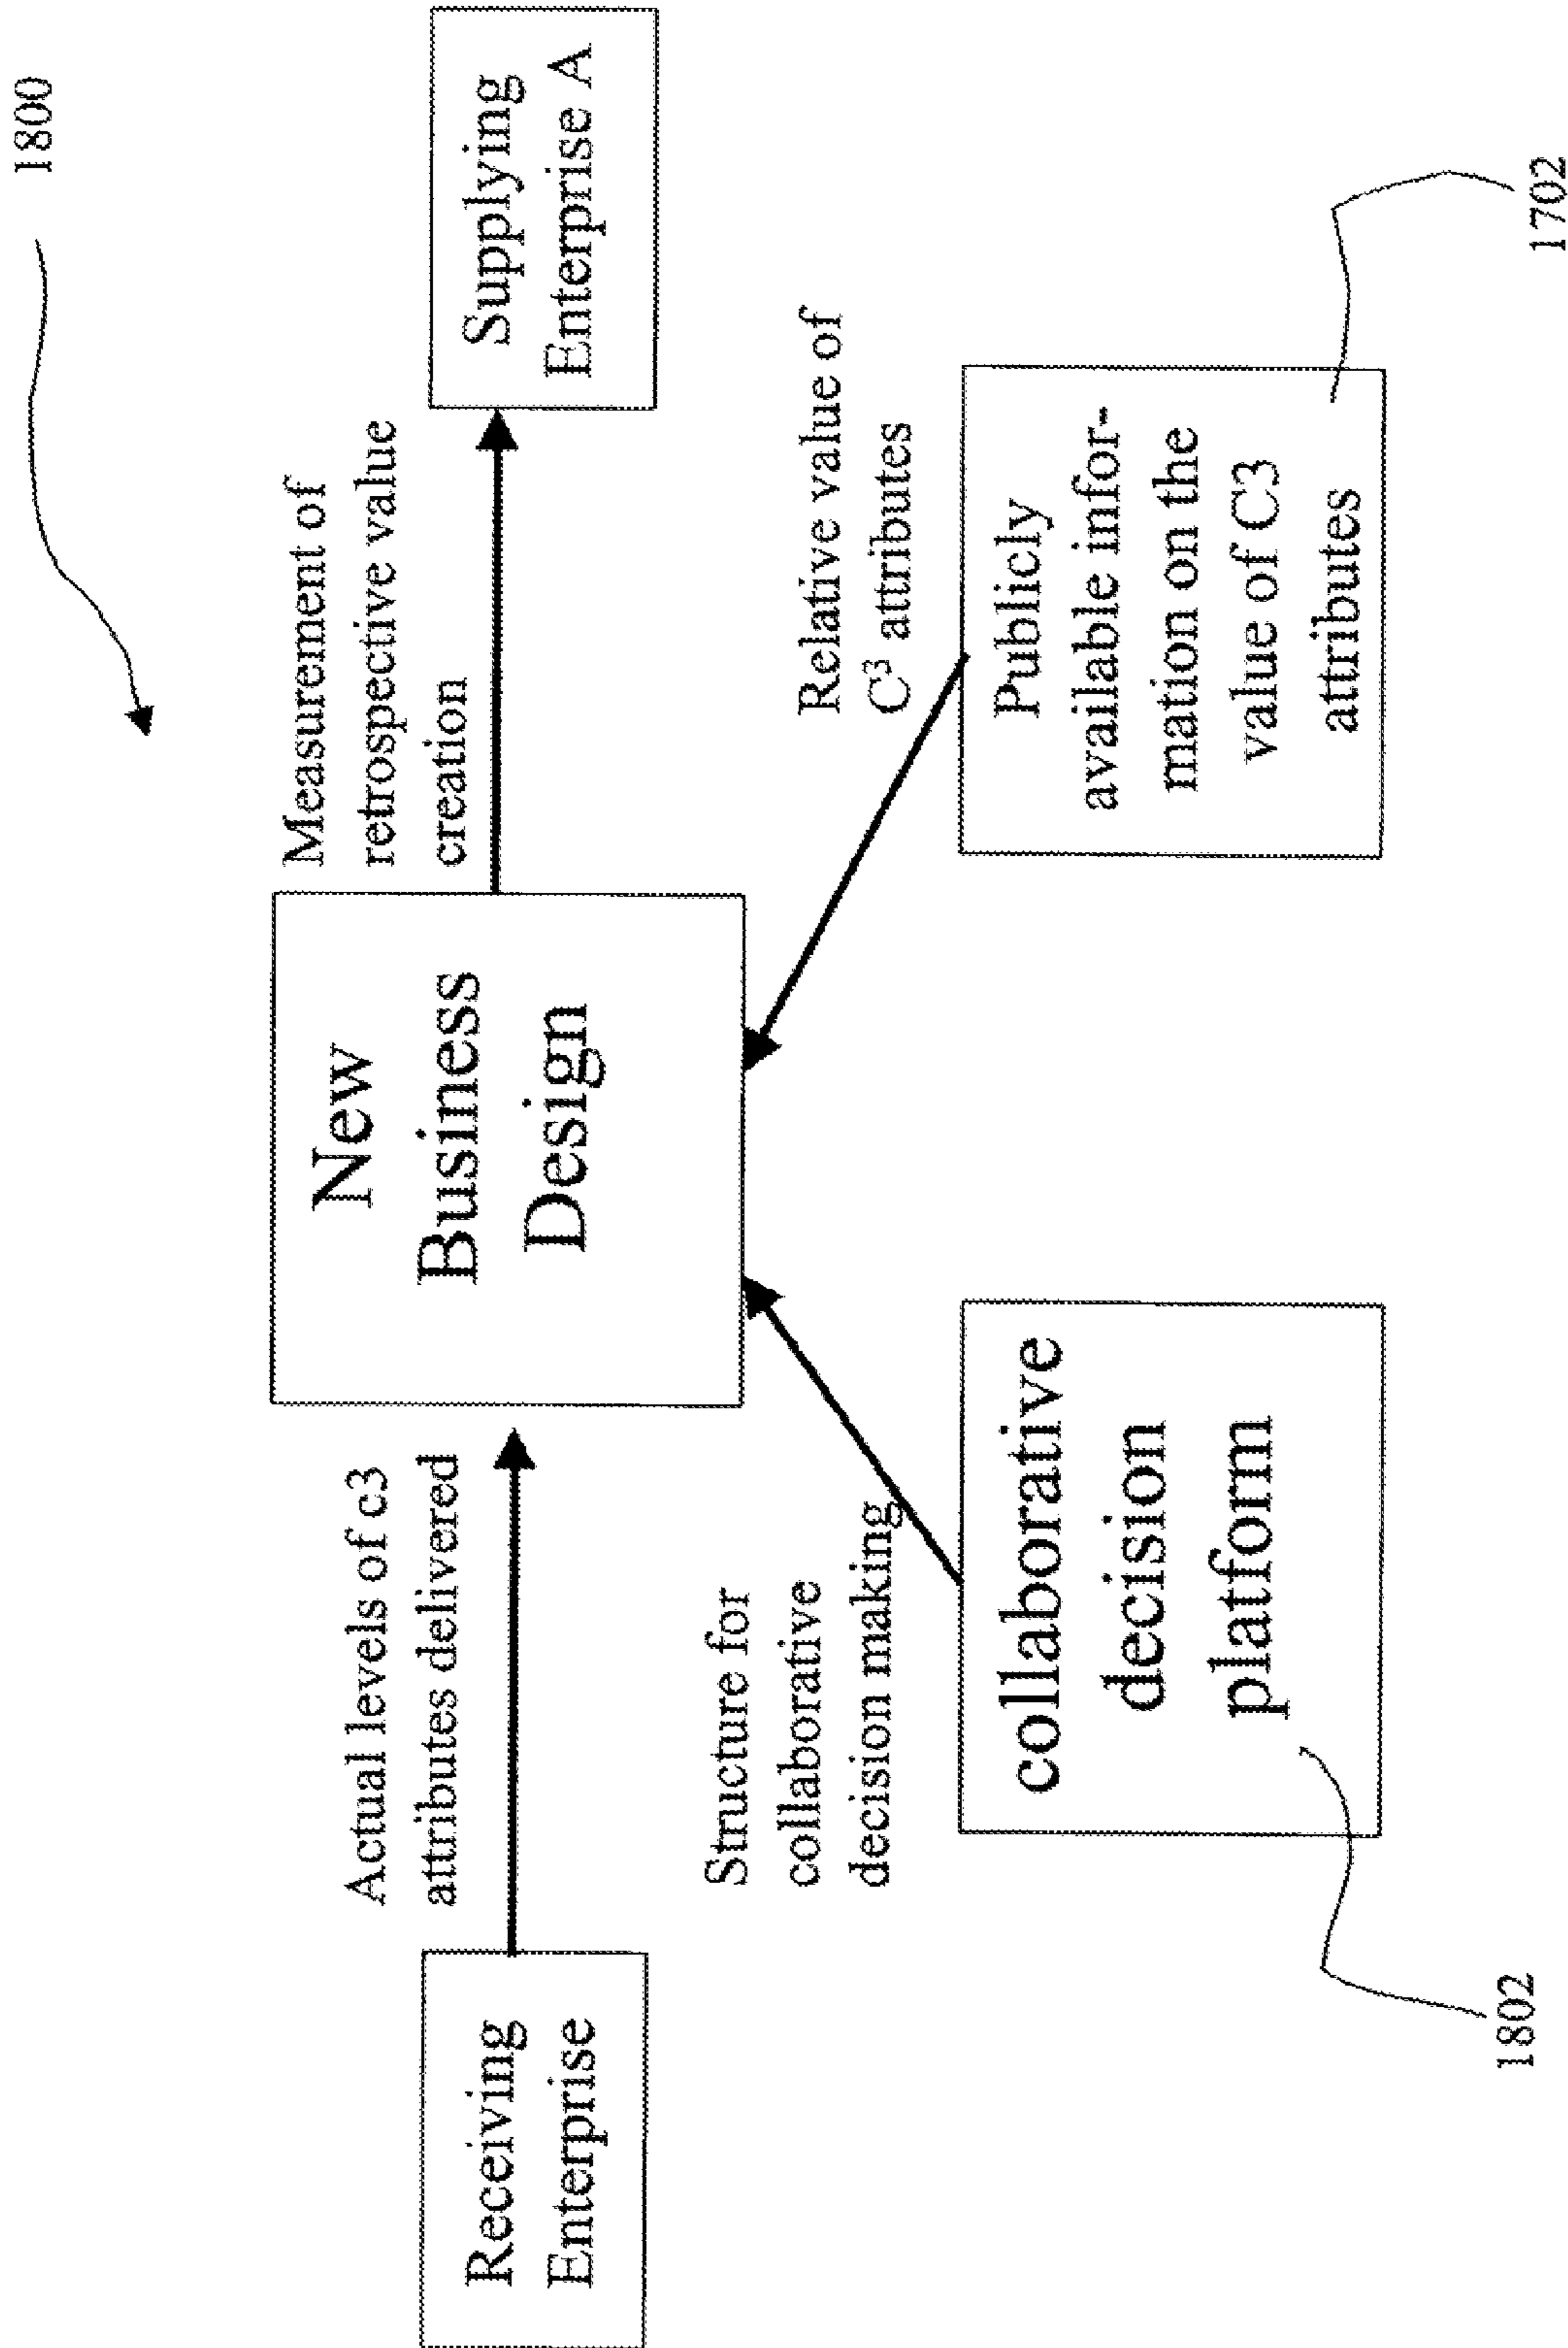 1800
Receiving
Enterprise
Actual levels of c3
attributes delivered
New
Business
Design
Measurement of
retrospective value
creation
Supplying
Enterprise A
Structure for
collaborative
decision making
Relative value of
C³ attributes
collaborative
decision
platform
Publicly
available infor-
mation on the
value of C3
attributes
1802
1702